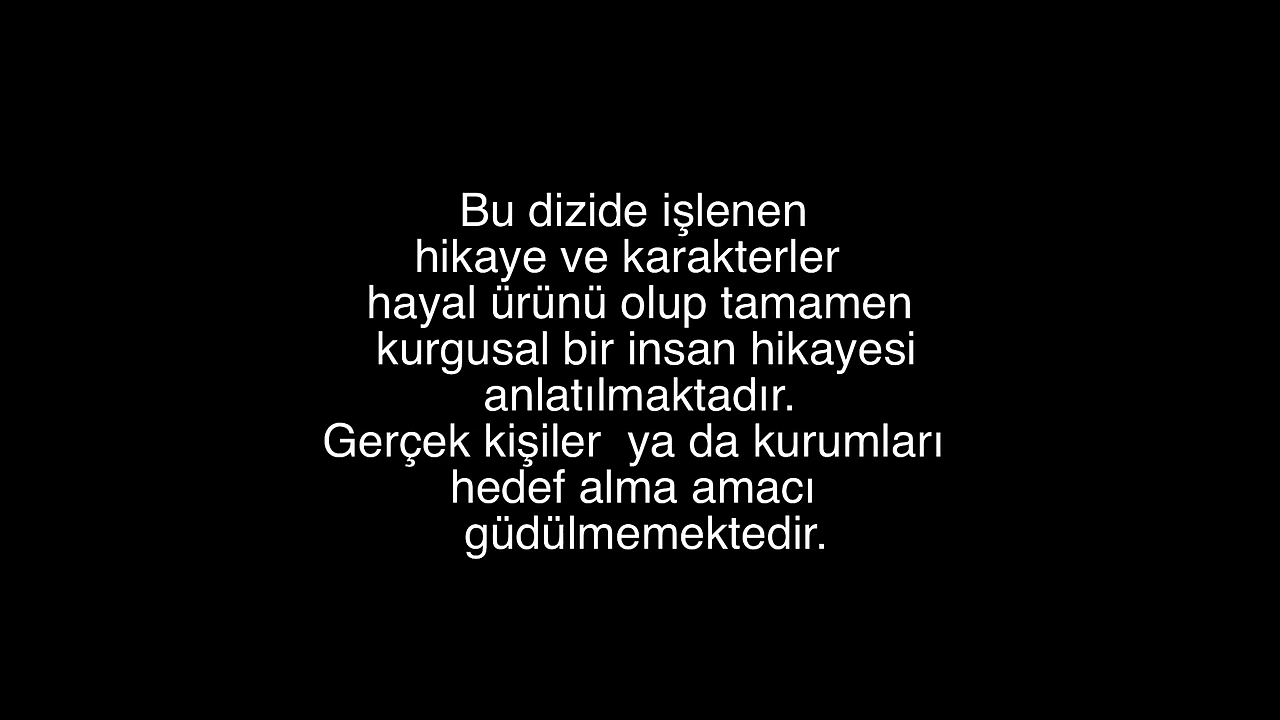 Bu dizide işlenen
hikaye ve karakterler
hayal ürünü olup tamamen
kurgusal bir insan hikayesi
anlatılmaktadır.
Gerçek kişiler  ya da kurumları
hedef alma amacı
güdülmemektedir.